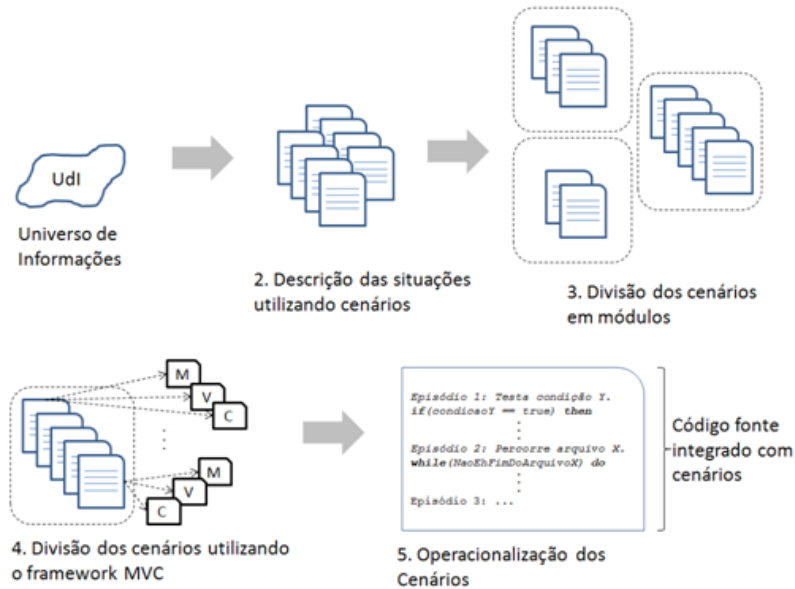 UdI
Universo de
Informações
2. Descrição das situações
utilizando cenários
3. Divisão dos cenários
em módulos
M
V
C
M
V
C
4. Divisão dos cenários utilizando
o framework MVC
Episódio 1: Testa condição Y.
if(condicaoY == true) then
Episódio 2: Percorre arquivo X.
while(NaoEhFimDoArquivoX) do
Episódio 3: ...
Código fonte
integrado com
cenários
5. Operacionalização dos
Cenários